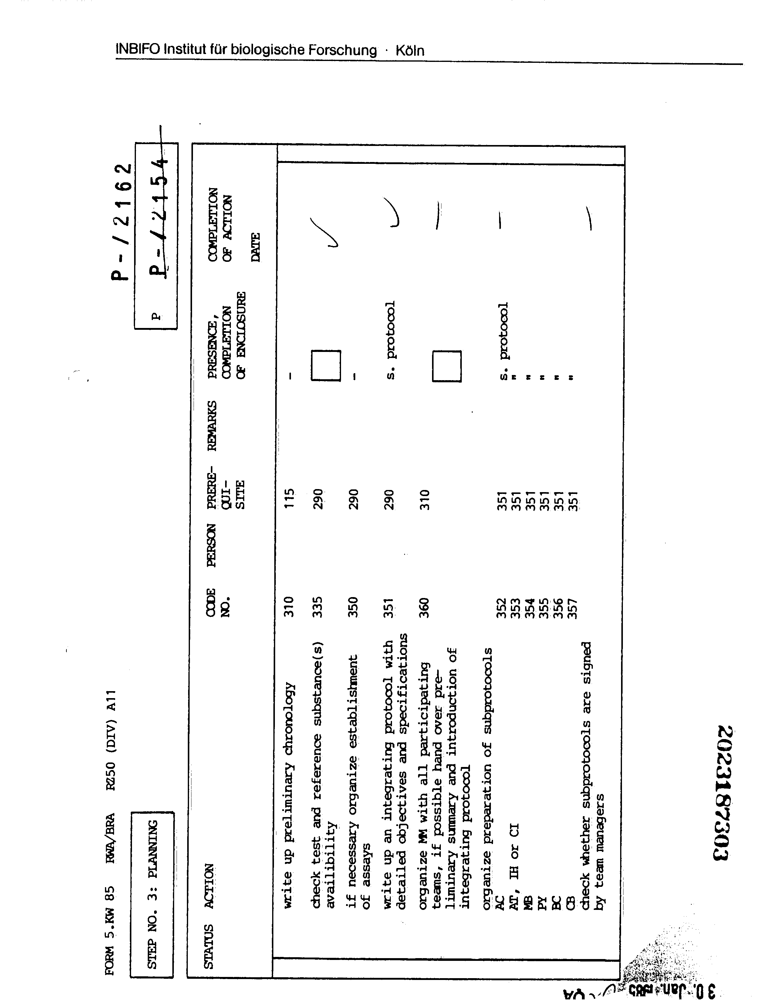 INBIFO Institut für biologische Forschung · Köln
P-/2162
FORM 5.KW 85 RWA/BRA R250 (DIV) A11
STEP NO. 3: PLANNING
P P-/2154
STATUS ACTION CODE NO. PERSON PREREQUI-SITE REMARKS PRESENCE, COMPLETION OF ENCLOSURE COMPLETION OF ACTION DATE
write up preliminary chronology 310 115 -
check test and reference substance(s) 335 290
availibility
if necessary organize establishment 350 290 -
of assays
write up an integrating protocol with 351 290 s. protocol
detailed objectives and specifications
organize MM with all participating 360 310
teams, if possible hand over pre-
liminary summary and introduction of
integrating protocol
organize preparation of subprotocols
AC 352 351 s. protocol
AT, IH or CI 353 351 "
MB 354 351 "
PY 355 351 "
BC 356 351 "
CB 357 351 "
check whether subprotocols are signed
by team managers
2023187303
30. Jan. 1985
QA